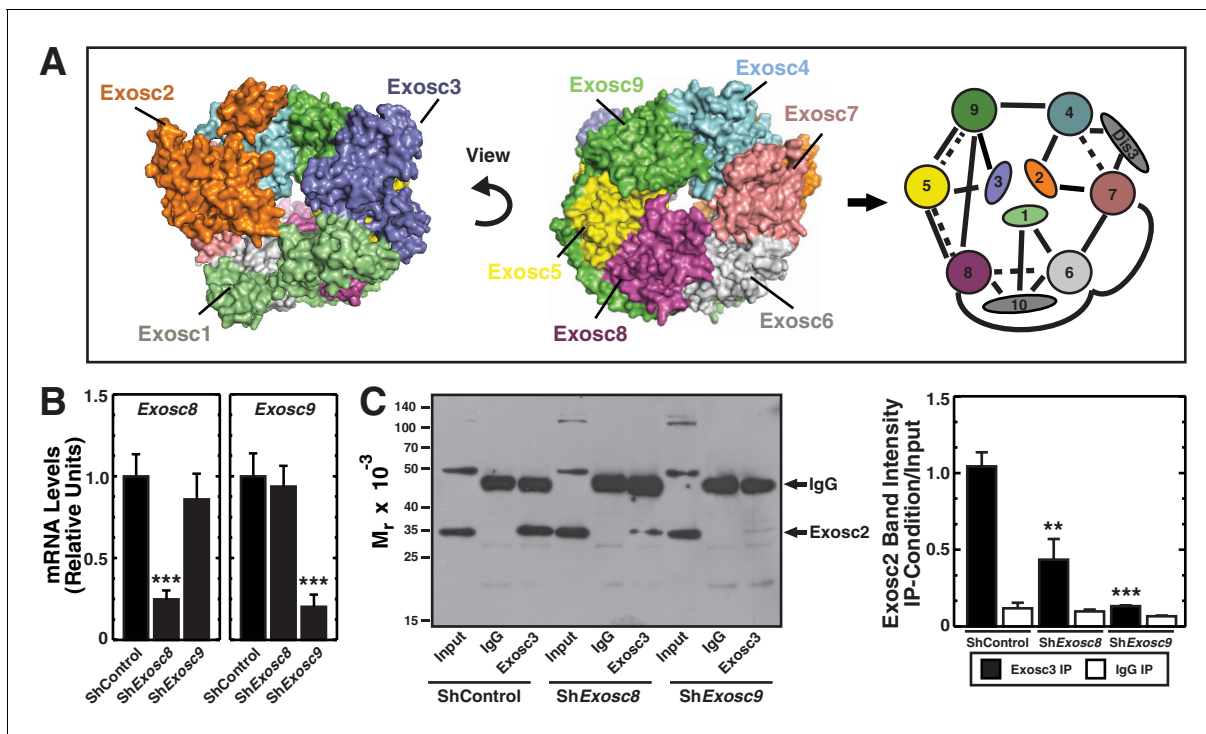 A
Exosc2
Exosc3
Exosc1
View
Exosc9
Exosc4
Exosc7
Exosc5
Exosc8
Exosc6
9
4
Dis3
5
3
2
7
1
8
6
10
B
mRNA Levels
(Relative Units)
1.5
1.0
0.5
0
Exosc8
Exosc9
***
***
ShControl
ShExosc8
ShExosc9
ShControl
ShExosc8
ShExosc9
C
Mr x 10-3
140
100
70
50
40
35
25
15
IgG
Exosc2
Input
IgG
Exosc3
Input
IgG
Exosc3
Input
IgG
Exosc3
ShControl
ShExosc8
ShExosc9
Exosc2 Band Intensity
IP-Condition/Input
1.5
1.0
0.5
0
**
***
ShControl
ShExosc8
ShExosc9
Exosc3 IP
IgG IP